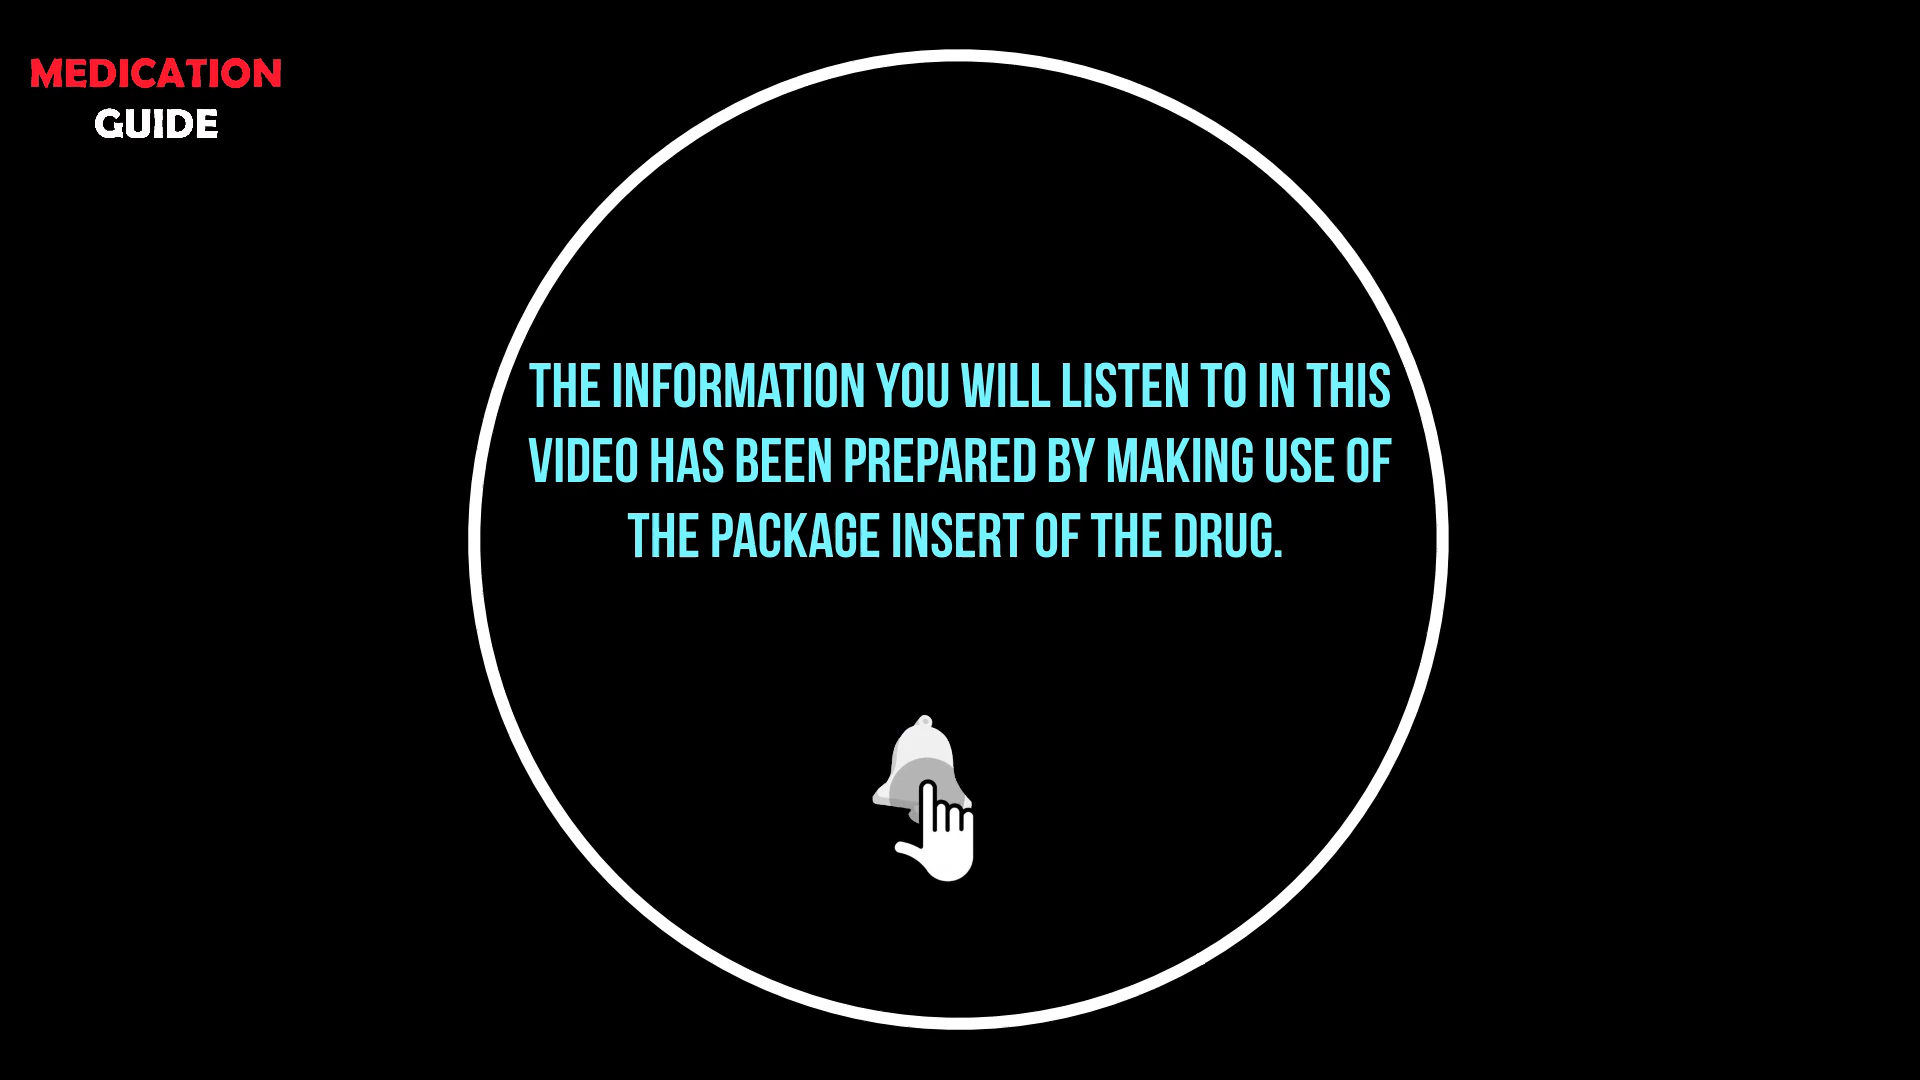 MEDICATION
GUIDE
THE INFORMATION YOU WILL LISTEN TO IN THIS
VIDEO HAS BEEN PREPARED BY MAKING USE OF
THE PACKAGE INSERT OF THE DRUG.